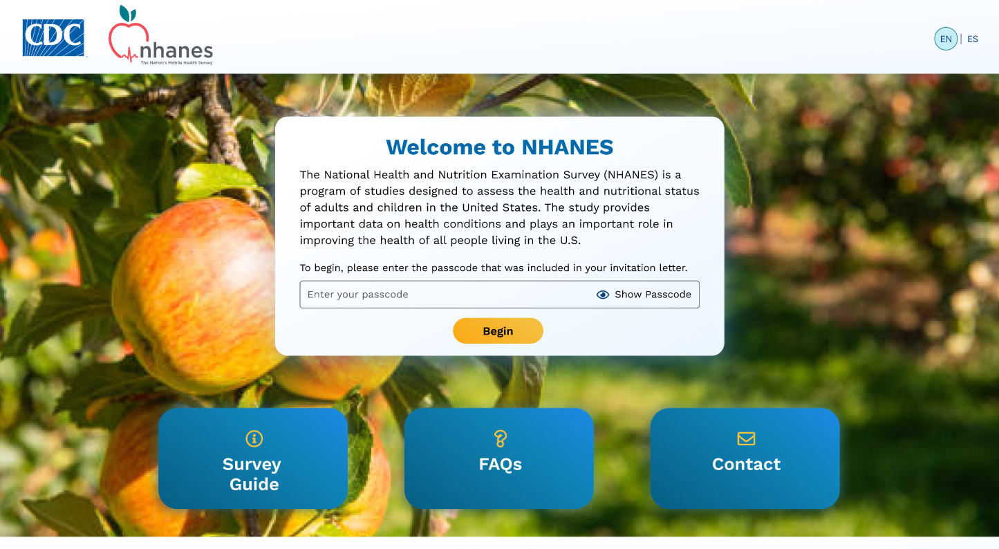 CDC
nhanes
The Nation's Mobile Health Survey
EN | ES
Welcome to NHANES
The National Health and Nutrition Examination Survey (NHANES) is a
program of studies designed to assess the health and nutritional status
of adults and children in the United States. The study provides
important data on health conditions and plays an important role in
improving the health of all people living in the U.S.
To begin, please enter the passcode that was included in your invitation letter.
Enter your passcode Show Passcode
Begin
Survey
Guide
FAQs
Contact